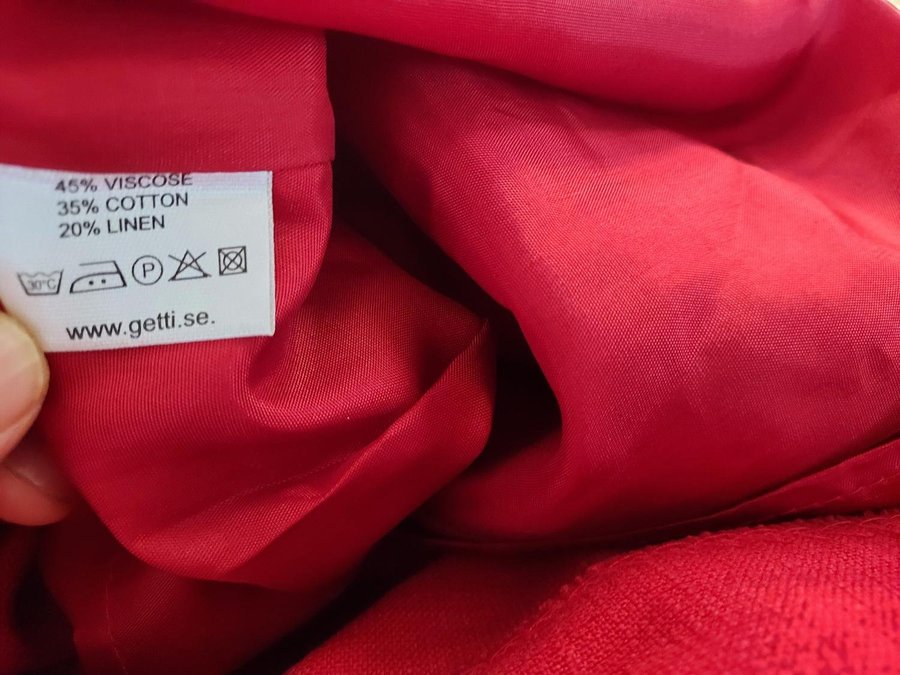 45% VISCOSE
35% COTTON
20% LINEN
30°C P
www.getti.se.